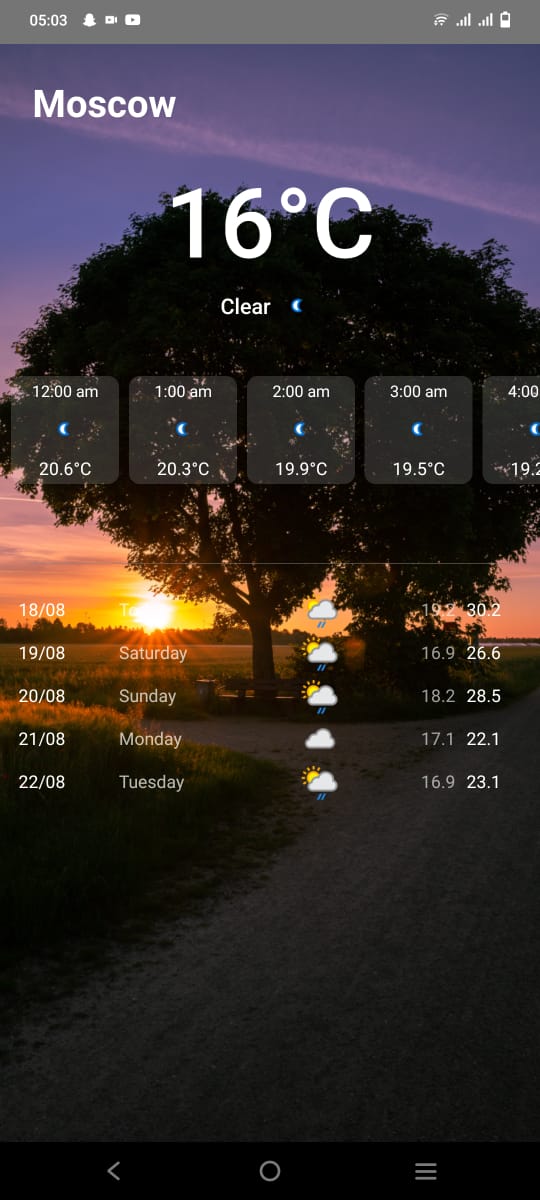 05:03
Moscow
16°C
Clear
12:00 am 1:00 am 2:00 am 3:00 am 4:00
20.6°C 20.3°C 19.9°C 19.5°C 19.2
18/08 Today 19.2 30.2
19/08 Saturday 16.9 26.6
20/08 Sunday 18.2 28.5
21/08 Monday 17.1 22.1
22/08 Tuesday 16.9 23.1